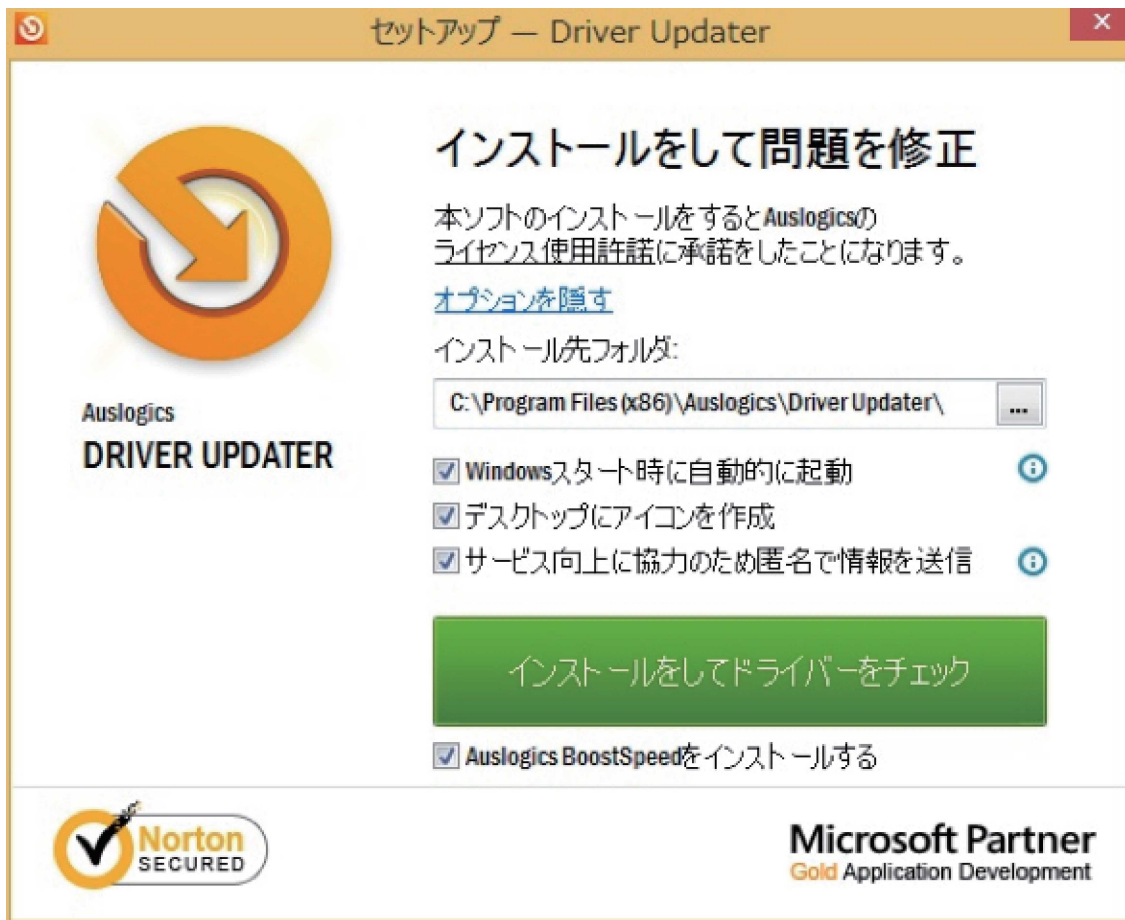 セットアップ — Driver Updater
インストールをして問題を修正
本ソフトのインストールをするとAuslogicsの
ライセンス使用許諾に承諾をしたことになります。
オプションを隠す
インストール先フォルダ:
C:\Program Files (x86)\Auslogics\Driver Updater\
...
Auslogics
DRIVER UPDATER
Windowsスタート時に自動的に起動
デスクトップにアイコンを作成
サービス向上に協力のため匿名で情報を送信
インストールをしてドライバーをチェック
Auslogics BoostSpeedをインストールする
Norton
SECURED
Microsoft Partner
Gold Application Development